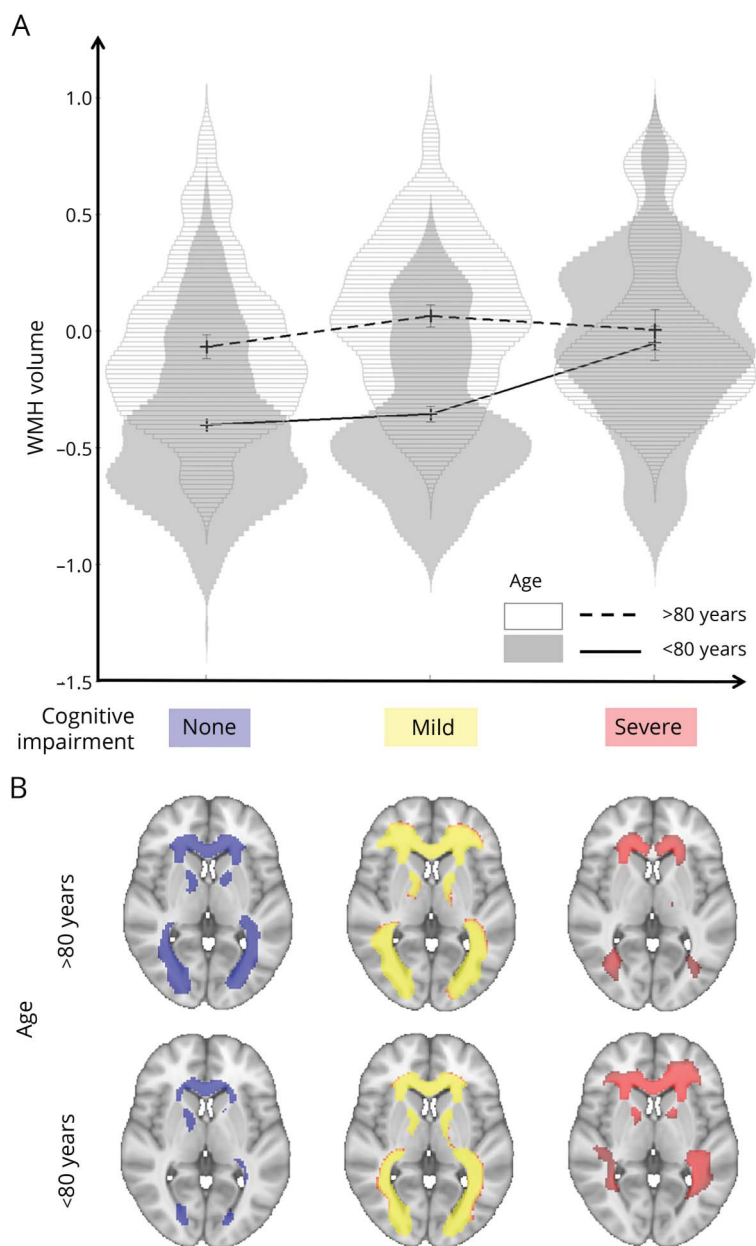 A
1.0
0.5
0.0
−0.5
−1.0
−1.5
WMH volume
Age
>80 years
<80 years
Cognitive
impairment
None
Mild
Severe
B
>80 years
Age
<80 years